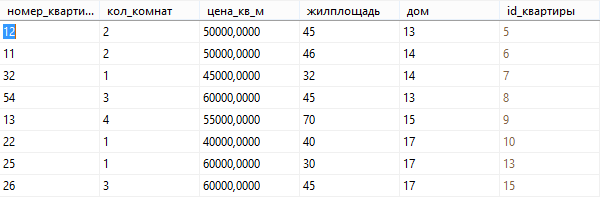 номер_кварти... кол_комнат цена_кв_м жилплощадь дом id_квартиры
12 2 50000,0000 45 13 5
11 2 50000,0000 46 14 6
32 1 45000,0000 32 14 7
54 3 60000,0000 45 13 8
13 4 55000,0000 70 15 9
22 1 40000,0000 40 17 10
25 1 60000,0000 30 17 13
26 3 60000,0000 45 17 15